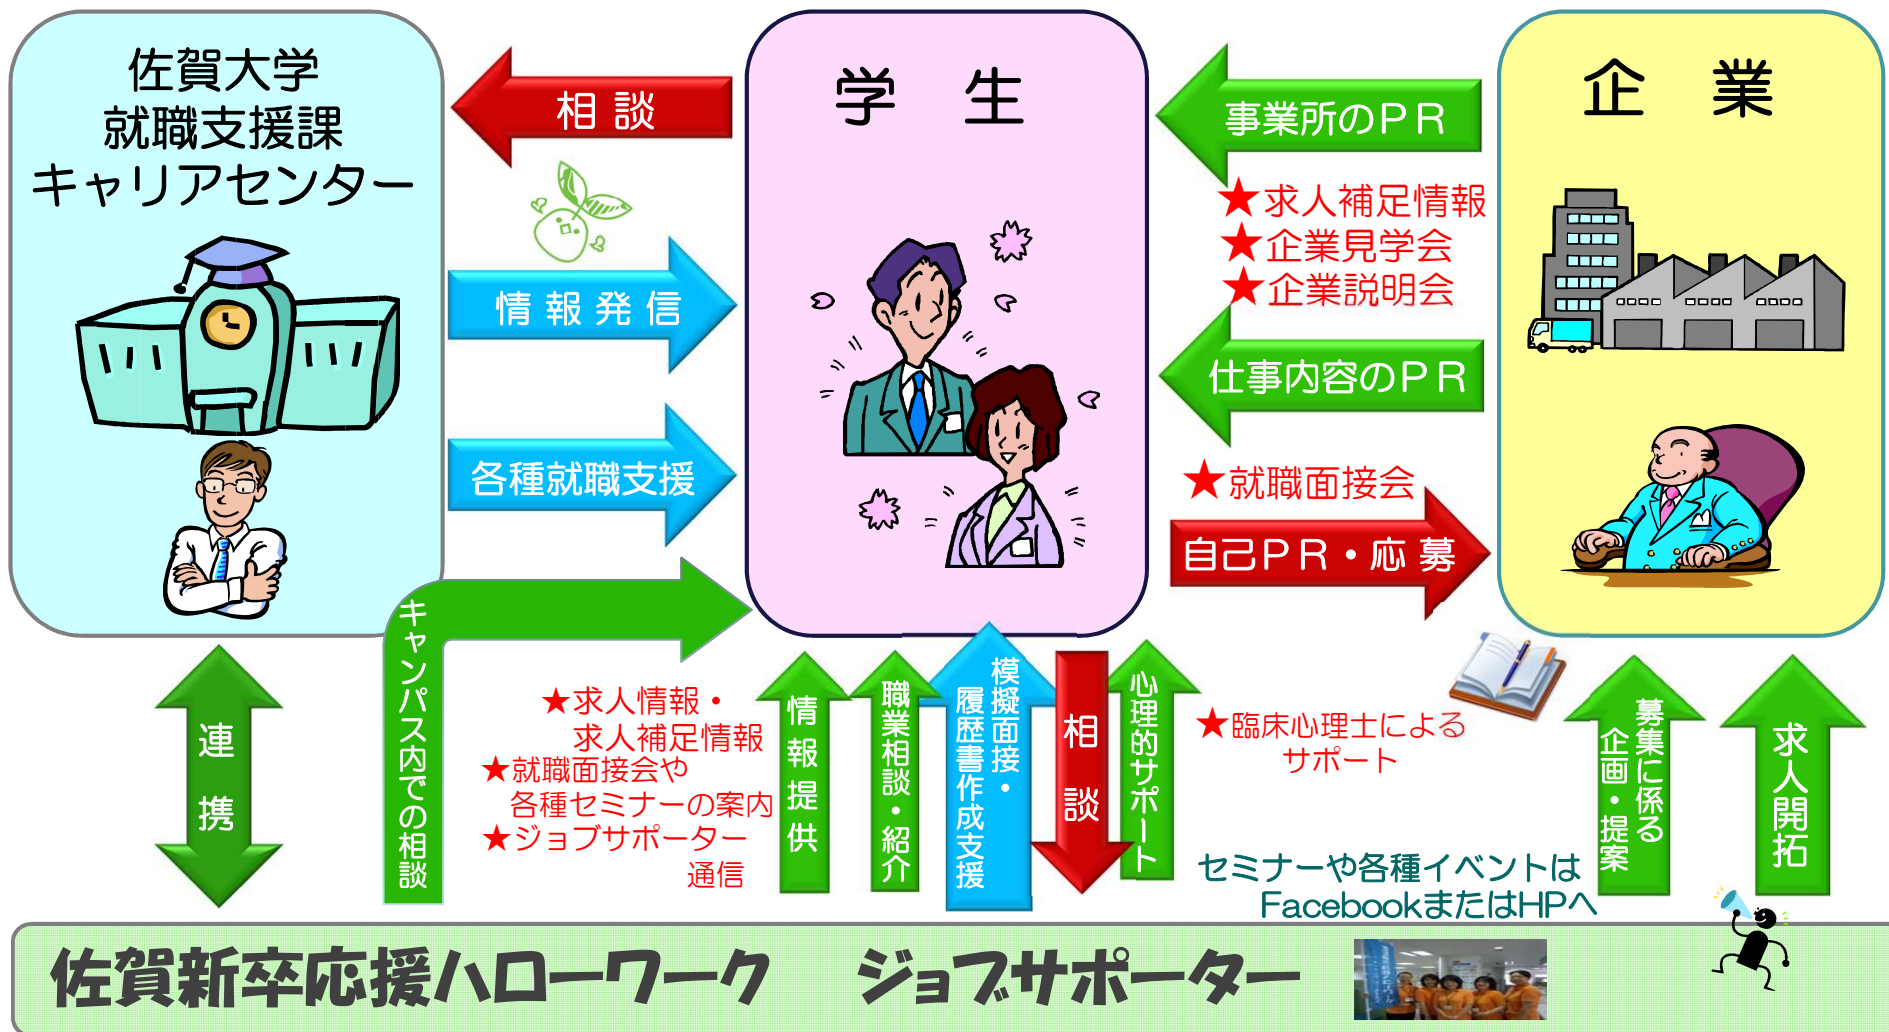 佐賀大学
就職支援課
キャリアセンター
相 談
情 報 発 信
各種就職支援
学 生
事業所のＰＲ
★求人補足情報
★企業見学会
★企業説明会
仕事内容のＰＲ
★就職面接会
自己ＰＲ・応 募
企 業
連 携
キャンパス内での相談
★求人情報・
求人補足情報
★就職面接会や
各種セミナーの案内
★ジョブサポーター
通信
情報提供
職業相談・紹介
模擬面接・
履歴書作成支援
相 談
心理的サポート
★臨床心理士による
サポート
募集に係る
企画・提案
求人開拓
セミナーや各種イベントは
FacebookまたはHPへ
佐賀新卒応援ハローワーク ジョブサポーター